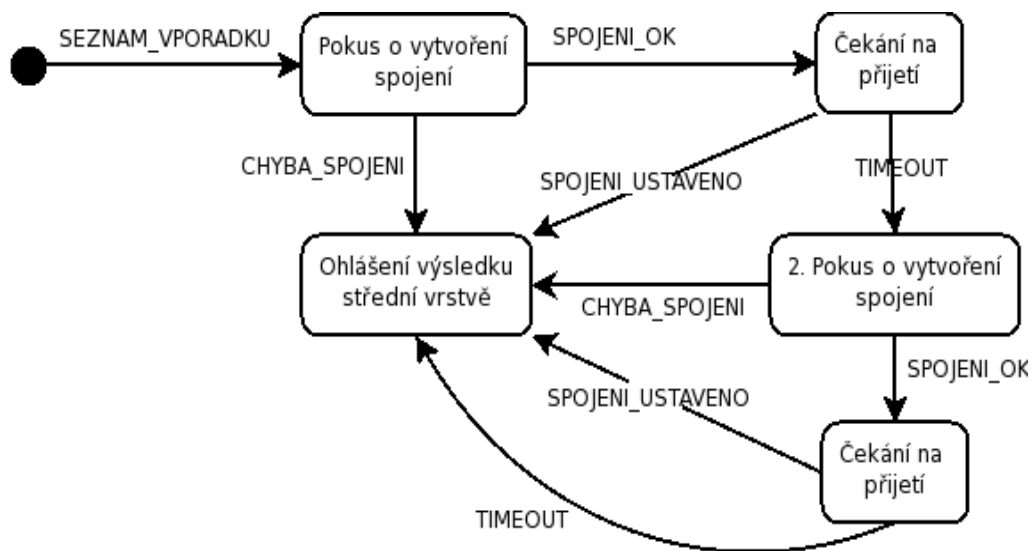 SEZNAM_VPORADKU
Pokus o vytvoření
spojení
SPOJENI_OK
Čekání na
přijetí
CHYBA_SPOJENI
SPOJENI_USTAVENO
TIMEOUT
Ohlášení výsledku
střední vrstvě
CHYBA_SPOJENI
2. Pokus o vytvoření
spojení
SPOJENI_OK
SPOJENI_USTAVENO
Čekání na
přijetí
TIMEOUT